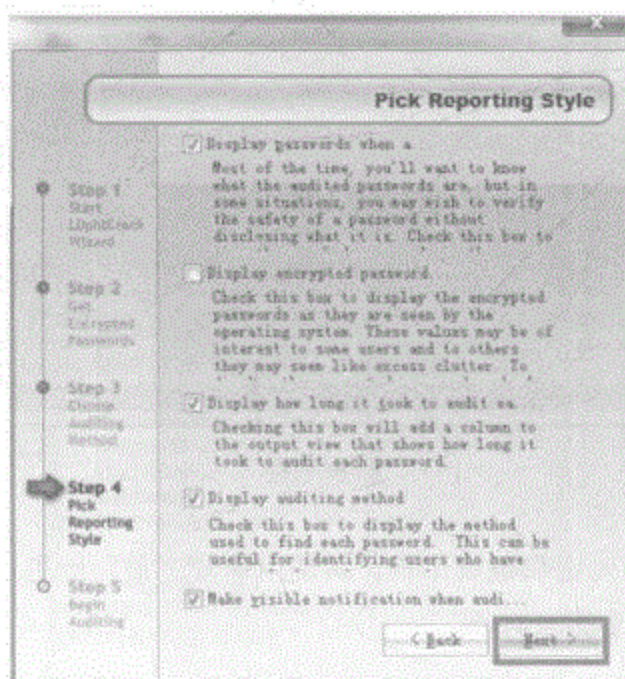 Pick Reporting Style
Step 1
Start
LOphtCrack
Wizard
Step 2
Get
Encrypted
Passwords
Step 3
Choose
Auditing
Method
Step 4
Pick
Reporting
Style
Step 5
Begin
Auditing
Display passwords when a
Most of the time, you'll want to know
what the audited passwords are, but in
some situations, you may wish to verify
the safety of a password without
disclosing what it is. Check this box to
Display encrypted password
Check this box to display the encrypted
passwords as they are seen by the
operating system. These values may be of
interest to some users and to others
they may seem like excess clutter. To
Display how long it took to audit ea...
Checking this box will add a column to
the output view that shows how long it
took to audit each password.
Display auditing method
Check this box to display the method
used to find each password. This can be
useful for identifying users who have
Make visible notification when audi...
< Back
Next >